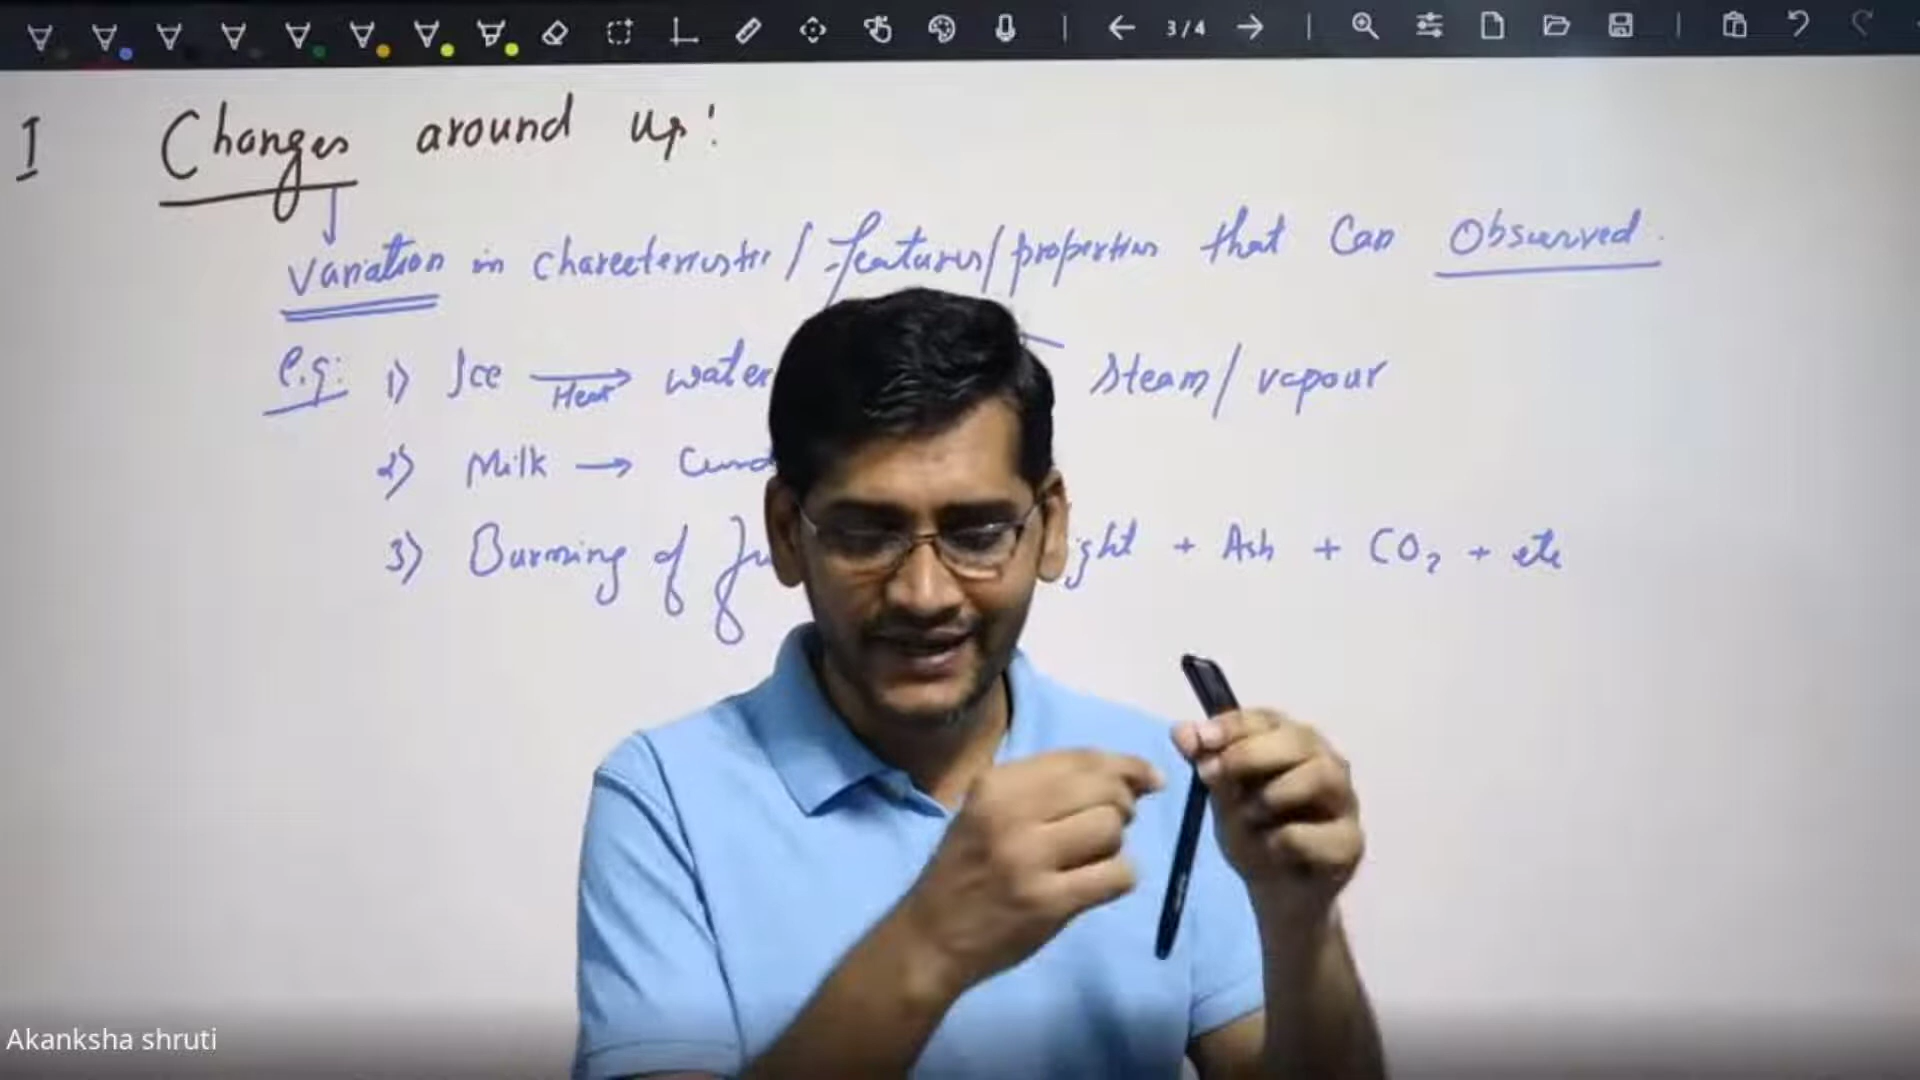 3/4
I Changes around us:
Variation in charecteristic / features / properties that can Observed.
e.g: 1) Ice Heat water steam / vapour
2) Milk → Curd
3) Burning of + Ash + CO2 + etc
Akanksha shruti